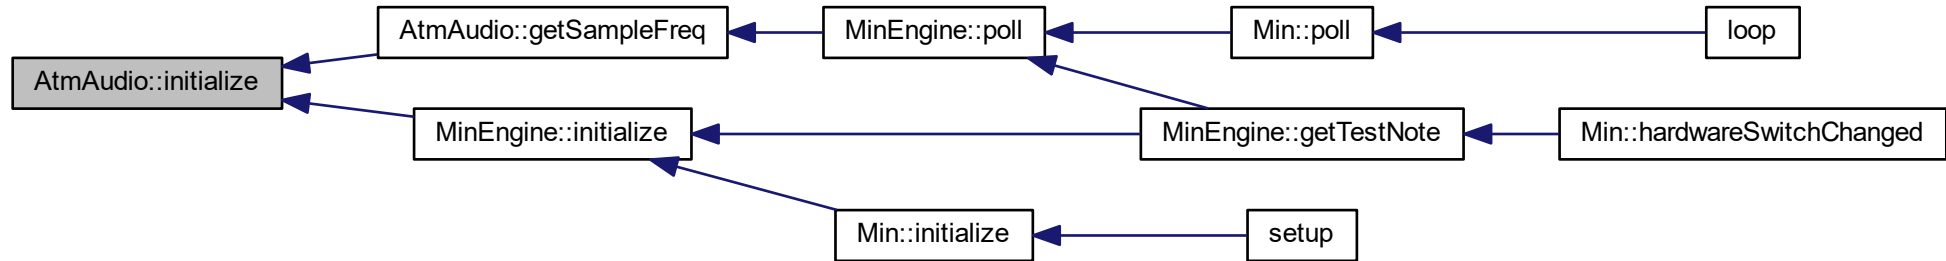 AtmAudio::getSampleFreq
MinEngine::poll
Min::poll
loop
AtmAudio::initialize
MinEngine::initialize
MinEngine::getTestNote
Min::hardwareSwitchChanged
Min::initialize
setup